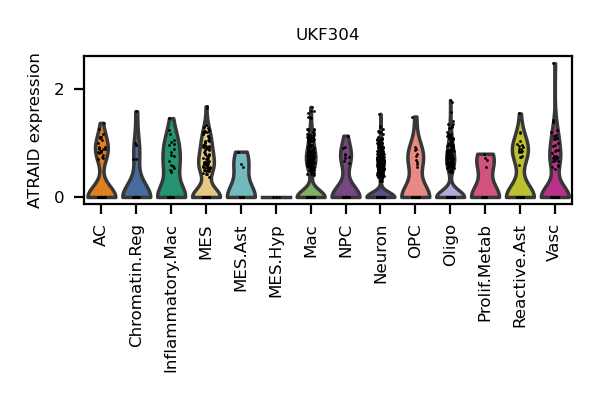 UKF304
ATRAID expression
2
0
AC
Chromatin.Reg
Inflammatory.Mac
MES
MES.Ast
MES.Hyp
Mac
NPC
Neuron
OPC
Oligo
Prolif.Metab
Reactive.Ast
Vasc